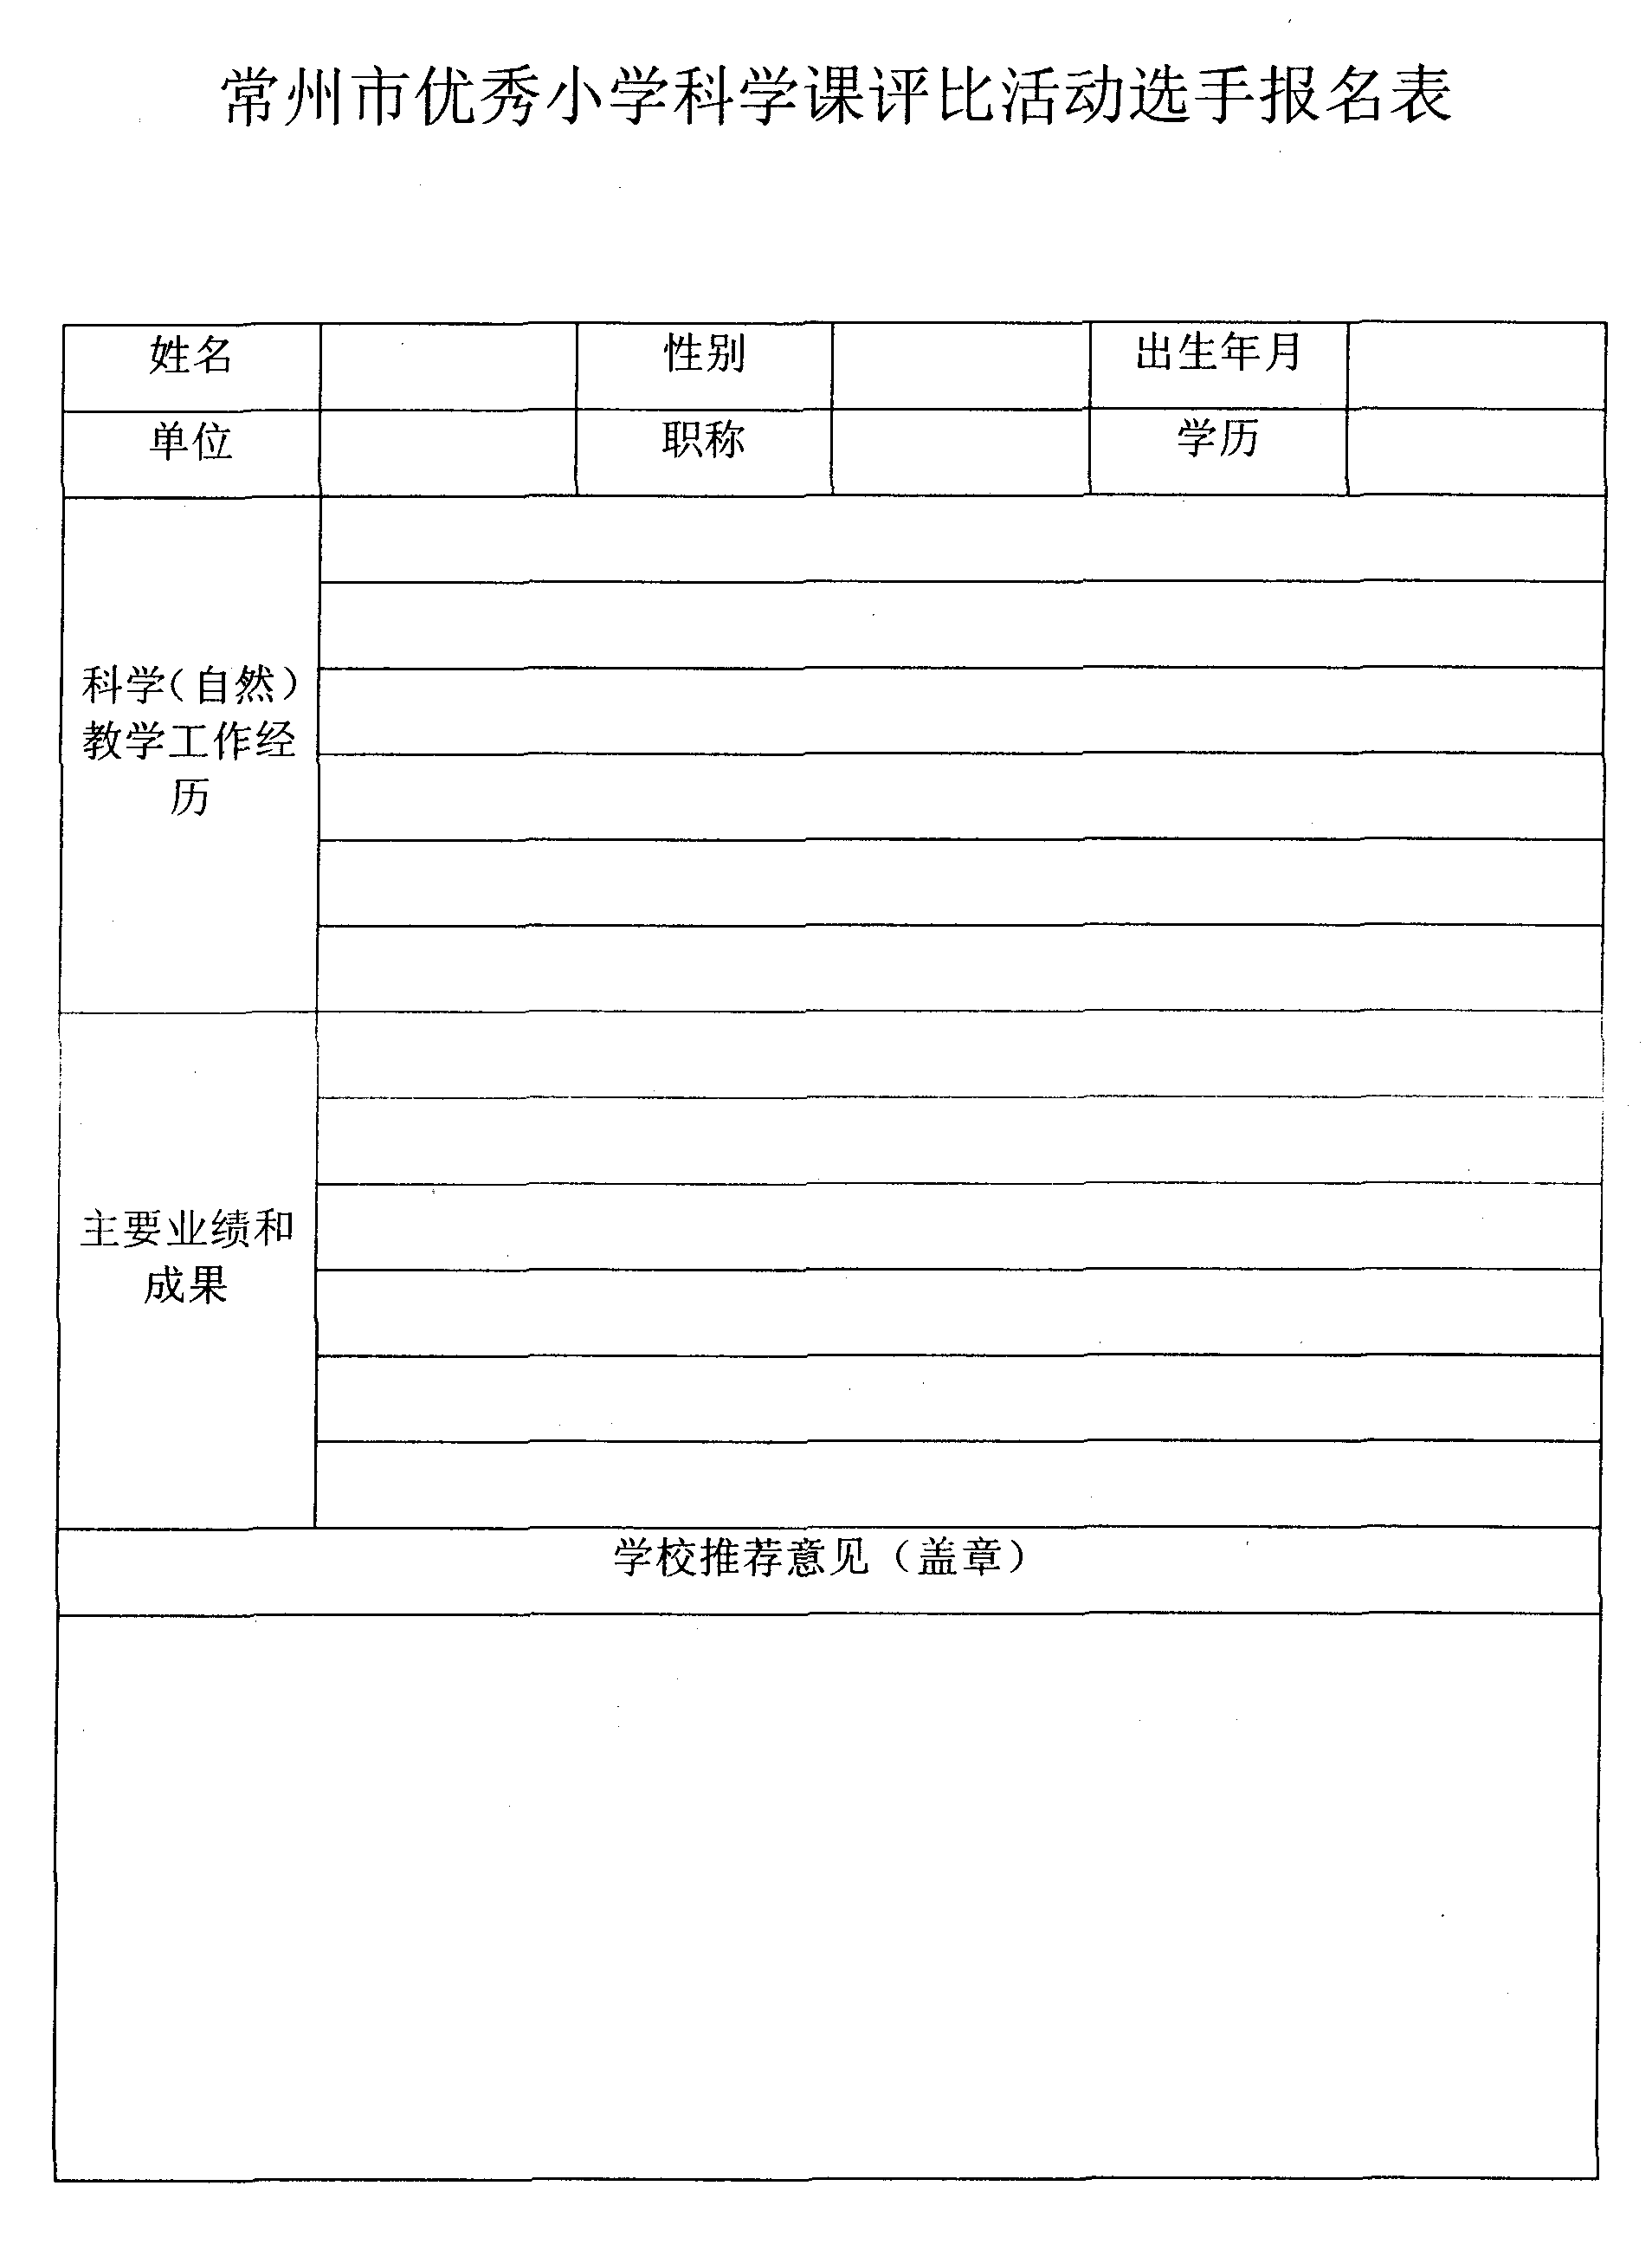 常州市优秀小学科学课评比活动选手报名表
姓名 性别 出生年月
单位 职称 学历
科学（自然）
教学工作经
历
主要业绩和
成果
学校推荐意见（盖章）